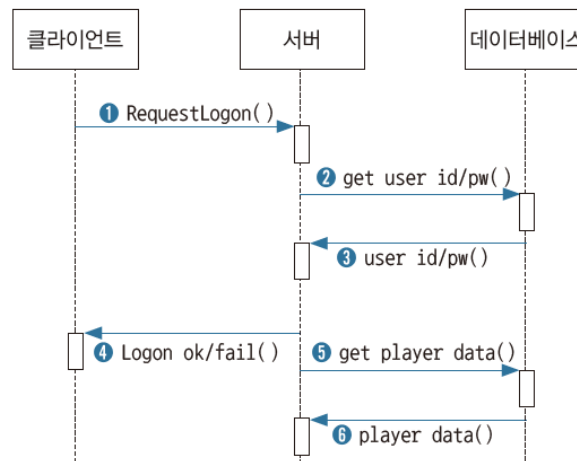 클라이언트
서버
데이터베이스
❶ RequestLogon()
❷ get user id/pw()
❸ user id/pw()
❹ Logon ok/fail()
❺ get player data()
❻ player data()